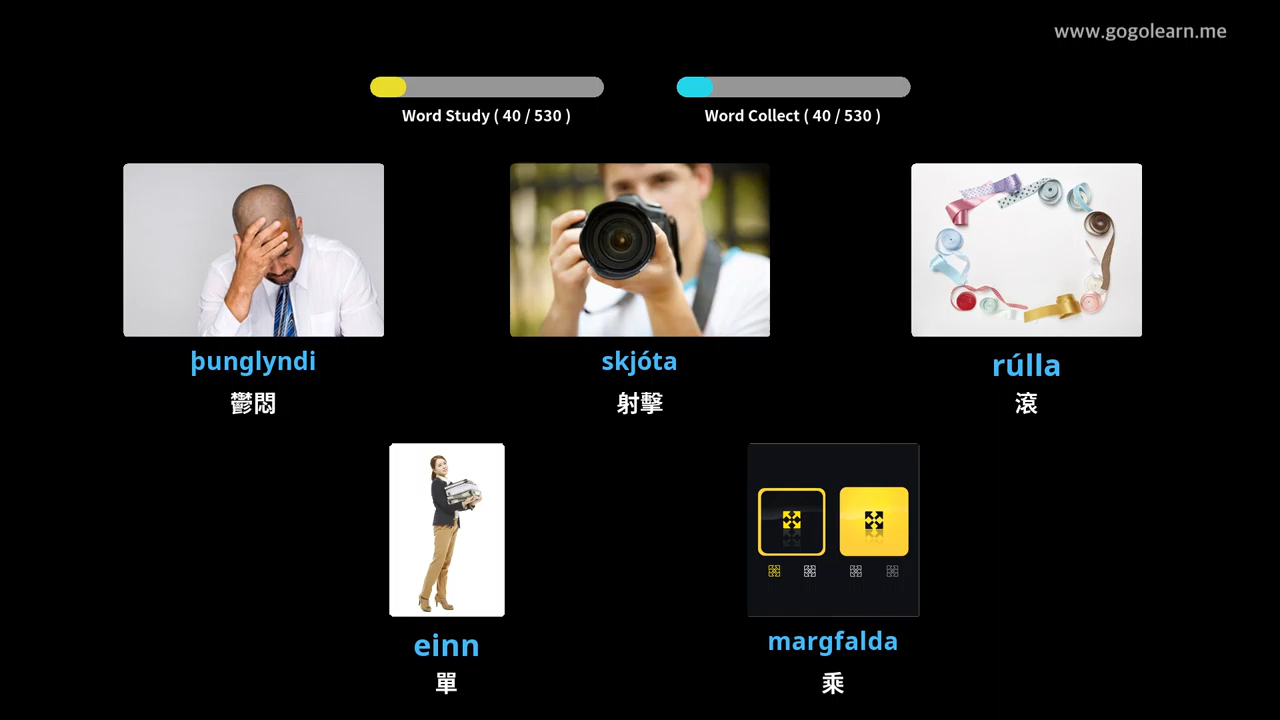 www.gogolearn.me
Word Study ( 40 / 530 )
Word Collect ( 40 / 530 )
þunglyndi
鬱悶
skjóta
射擊
rúlla
滾
einn
單
margfalda
乘